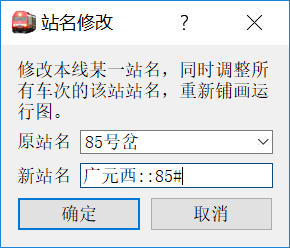 站名修改
?
修改本线某一站名，同时调整所
有车次的该站站名，重新铺画运
行图。
原站名 85号岔
新站名 广元西::85#
确定 取消